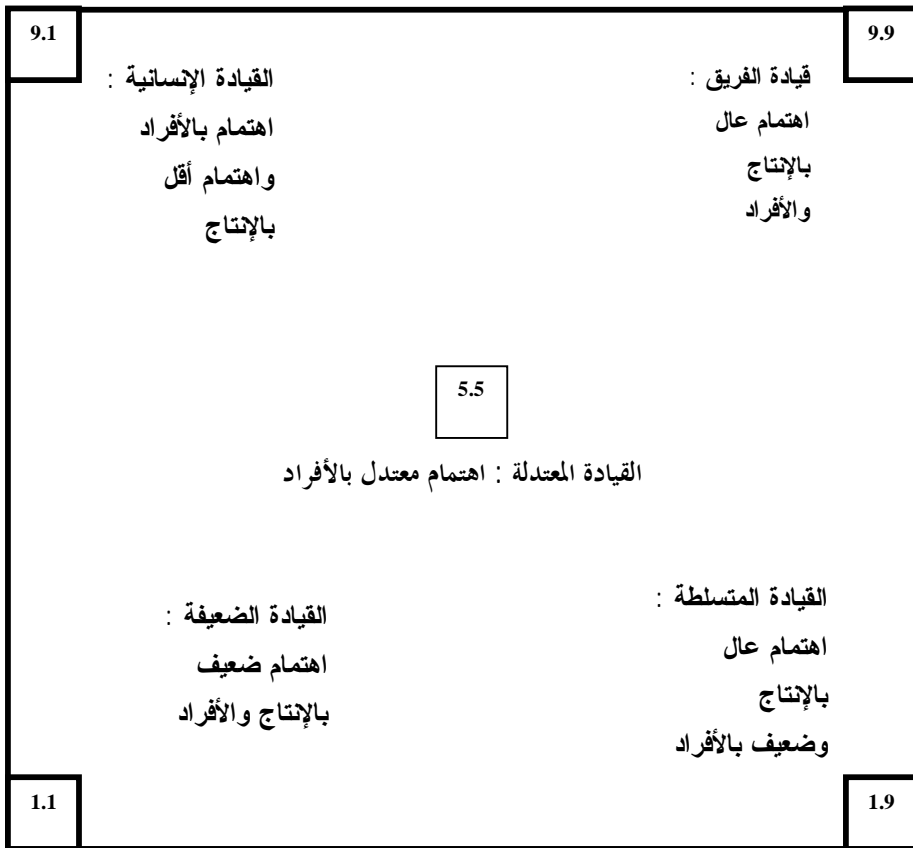 9.9
9.1
قيادة الفريق :
اهتمام عال
بالإنتاج
والأفراد
القيادة الإنسانية :
اهتمام بالأفراد
واهتمام أقل
بالإنتاج
5.5
القيادة المعتدلة : اهتمام معتدل بالأفراد
القيادة المتسلطة :
اهتمام عال
بالإنتاج
وضعيف بالأفراد
القيادة الضعيفة :
اهتمام ضعيف
بالإنتاج والأفراد
1.9
1.1